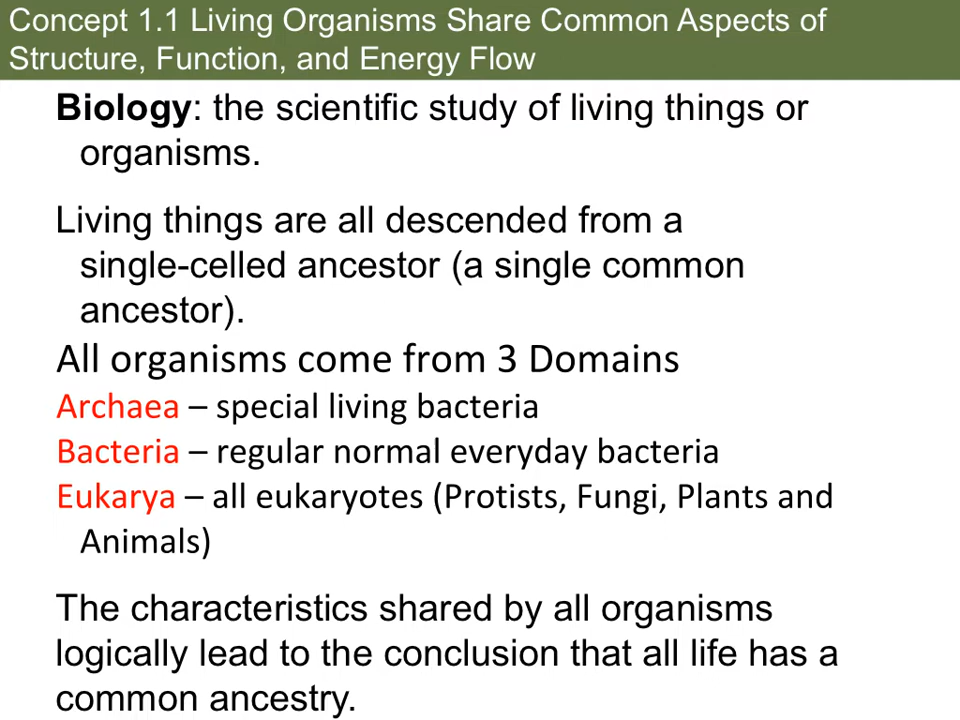 Concept 1.1 Living Organisms Share Common Aspects of
Structure, Function, and Energy Flow
Biology: the scientific study of living things or
organisms.
Living things are all descended from a
single-celled ancestor (a single common
ancestor).
All organisms come from 3 Domains
Archaea – special living bacteria
Bacteria – regular normal everyday bacteria
Eukarya – all eukaryotes (Protists, Fungi, Plants and
Animals)
The characteristics shared by all organisms
logically lead to the conclusion that all life has a
common ancestry.